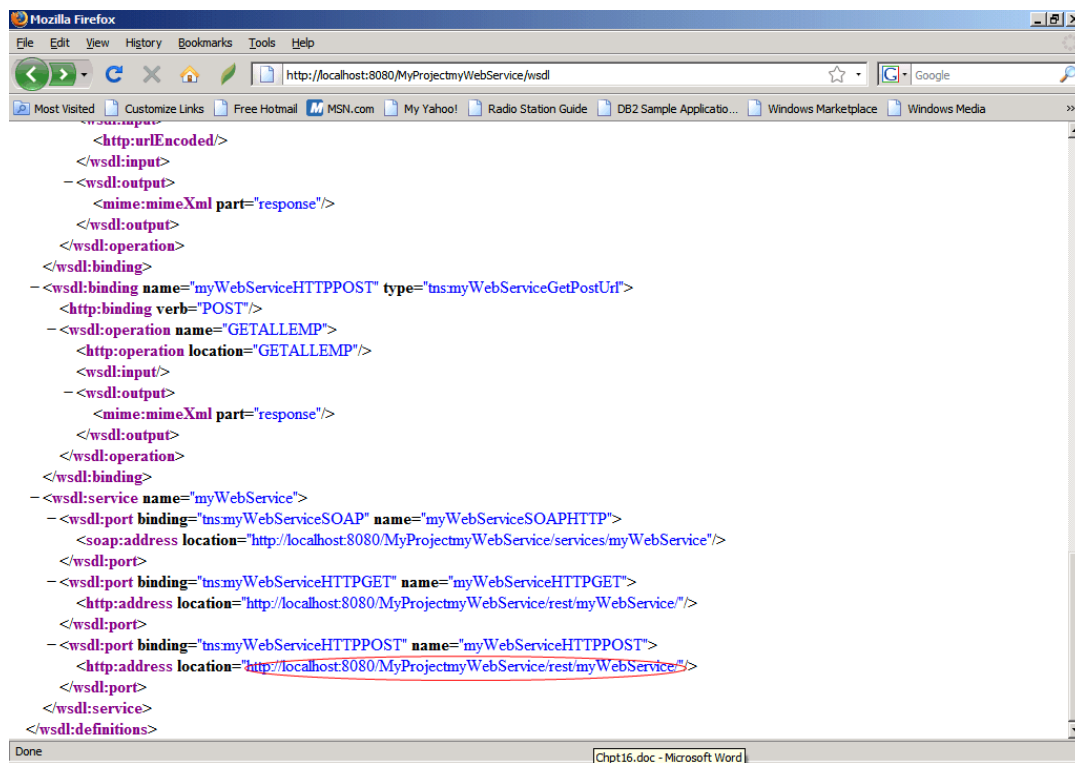 Mozilla Firefox
File Edit View History Bookmarks Tools Help
http://localhost:8080/MyProjectmyWebService/wsdl
G Google
Most Visited Customize Links Free Hotmail MSN.com My Yahoo! Radio Station Guide DB2 Sample Applicatio... Windows Marketplace Windows Media »
<wsdl:input>
<http:urlEncoded/>
</wsdl:input>
−<wsdl:output>
<mime:mimeXml part="response"/>
</wsdl:output>
</wsdl:operation>
</wsdl:binding>
−<wsdl:binding name="myWebServiceHTTPPOST" type="tns:myWebServiceGetPostUrl">
<http:binding verb="POST"/>
−<wsdl:operation name="GETALLEMP">
<http:operation location="GETALLEMP"/>
<wsdl:input/>
−<wsdl:output>
<mime:mimeXml part="response"/>
</wsdl:output>
</wsdl:operation>
</wsdl:binding>
−<wsdl:service name="myWebService">
−<wsdl:port binding="tns:myWebServiceSOAP" name="myWebServiceSOAPHTTP">
<soap:address location="http://localhost:8080/MyProjectmyWebService/services/myWebService"/>
</wsdl:port>
−<wsdl:port binding="tns:myWebServiceHTTPGET" name="myWebServiceHTTPGET">
<http:address location="http://localhost:8080/MyProjectmyWebService/rest/myWebService/"/>
</wsdl:port>
−<wsdl:port binding="tns:myWebServiceHTTPPOST" name="myWebServiceHTTPPOST">
<http:address location="http://localhost:8080/MyProjectmyWebService/rest/myWebService/"/>
</wsdl:port>
</wsdl:service>
</wsdl:definitions>
Done
Chpt16.doc - Microsoft Word